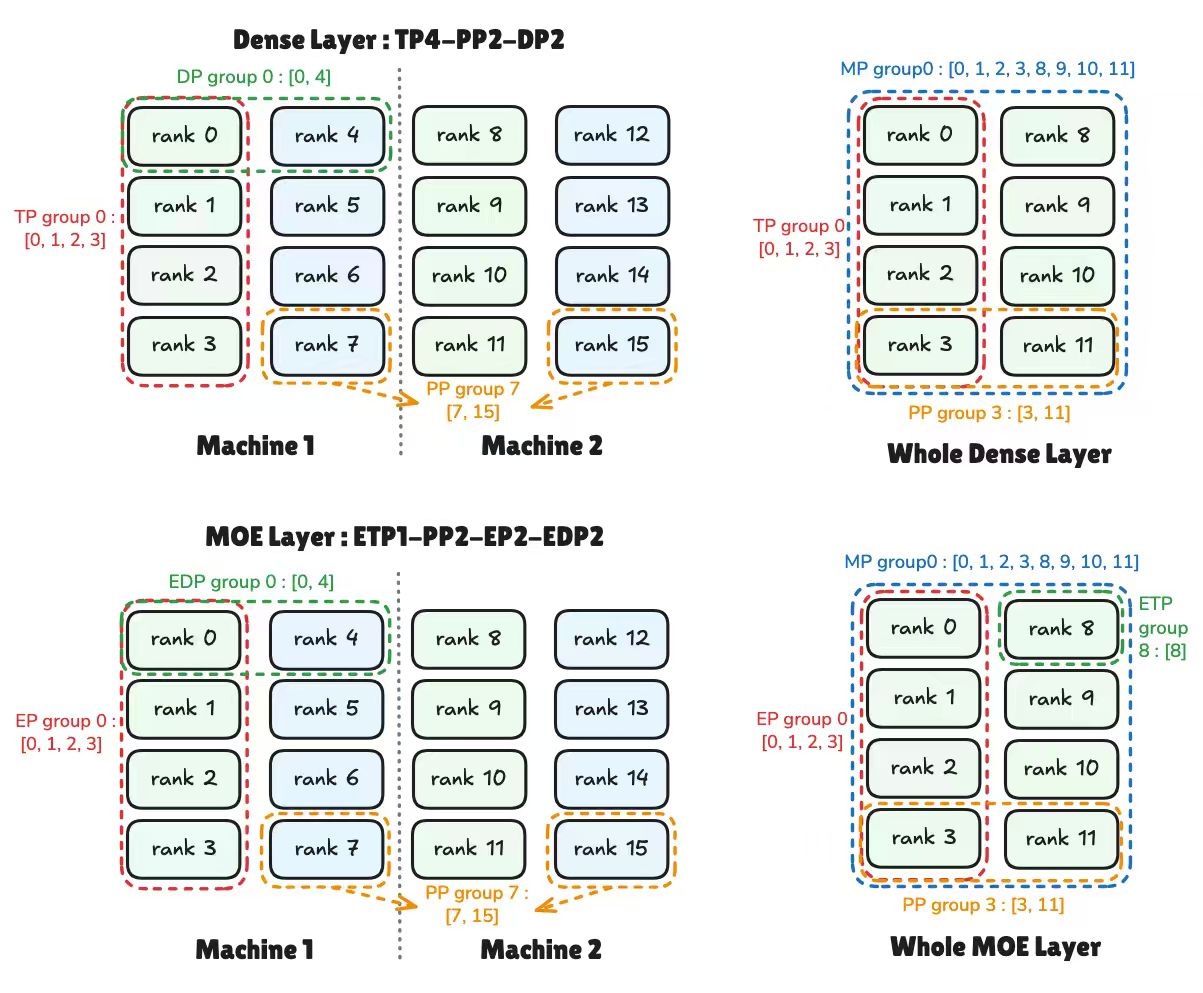 Dense Layer : TP4-PP2-DP2
DP group 0 : [0, 4]
rank 0
rank 4
rank 8
rank 12
rank 1
rank 5
rank 9
rank 13
TP group 0 :
[0, 1, 2, 3]
rank 2
rank 6
rank 10
rank 14
rank 3
rank 7
rank 11
rank 15
PP group 7
[7, 15]
Machine 1
Machine 2
MP group0 : [0, 1, 2, 3, 8, 9, 10, 11]
rank 0
rank 8
rank 1
rank 9
TP group 0
[0, 1, 2, 3]
rank 2
rank 10
rank 3
rank 11
PP group 3 : [3, 11]
Whole Dense Layer
MOE Layer : ETP1-PP2-EP2-EDP2
EDP group 0 : [0, 4]
rank 0
rank 4
rank 8
rank 12
rank 1
rank 5
rank 9
rank 13
EP group 0 :
[0, 1, 2, 3]
rank 2
rank 6
rank 10
rank 14
rank 3
rank 7
rank 11
rank 15
PP group 7 :
[7, 15]
Machine 1
Machine 2
MP group0 : [0, 1, 2, 3, 8, 9, 10, 11]
rank 0
rank 8
ETP
group
8 : [8]
rank 1
rank 9
EP group 0
[0, 1, 2, 3]
rank 2
rank 10
rank 3
rank 11
PP group 3 : [3, 11]
Whole MOE Layer